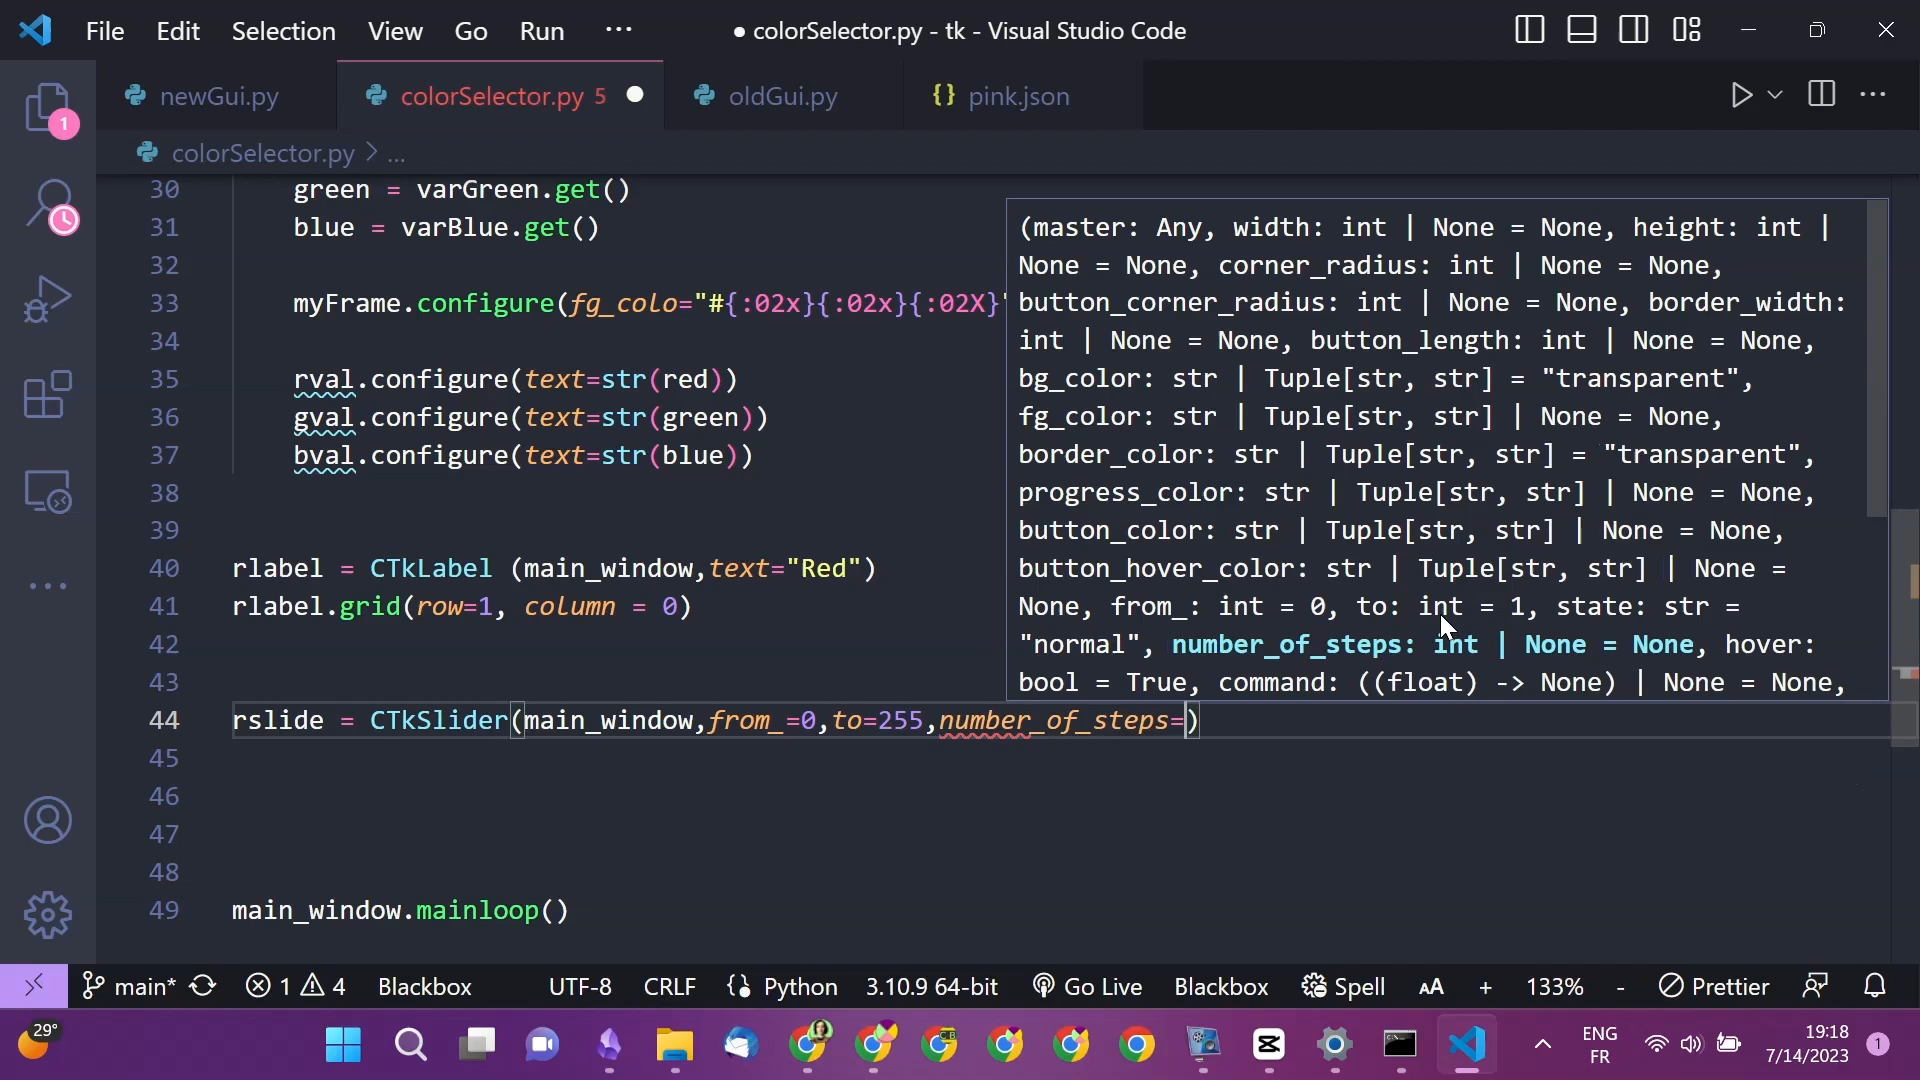 File Edit Selection View Go Run ··· ● colorSelector.py - tk - Visual Studio Code
newGui.py colorSelector.py 5 oldGui.py {} pink.json
1
colorSelector.py > ...
30 green = varGreen.get()
31 blue = varBlue.get()
32
33 myFrame.configure(fg_colo="#{:02x}{:02x}{:02X}"
34
35 rval.configure(text=str(red))
36 gval.configure(text=str(green))
37 bval.configure(text=str(blue))
38
39
40 rlabel = CTkLabel (main_window,text="Red")
41 rlabel.grid(row=1, column = 0)
42
43
44 rslide = CTkSlider(main_window,from_=0,to=255,number_of_steps=)
45
46
47
48
49 main_window.mainloop()
(master: Any, width: int | None = None, height: int |
None = None, corner_radius: int | None = None,
button_corner_radius: int | None = None, border_width:
int | None = None, button_length: int | None = None,
bg_color: str | Tuple[str, str] = "transparent",
fg_color: str | Tuple[str, str] | None = None,
border_color: str | Tuple[str, str] = "transparent",
progress_color: str | Tuple[str, str] | None = None,
button_color: str | Tuple[str, str] | None = None,
button_hover_color: str | Tuple[str, str] | None =
None, from_: int = 0, to: int = 1, state: str =
"normal", number_of_steps: int | None = None, hover:
bool = True, command: ((float) -> None) | None = None,
main* 1 4 Blackbox UTF-8 CRLF Python 3.10.9 64-bit Go Live Blackbox Spell AA + 133% - Prettier
29°
ENG
FR
19:18
7/14/2023
1